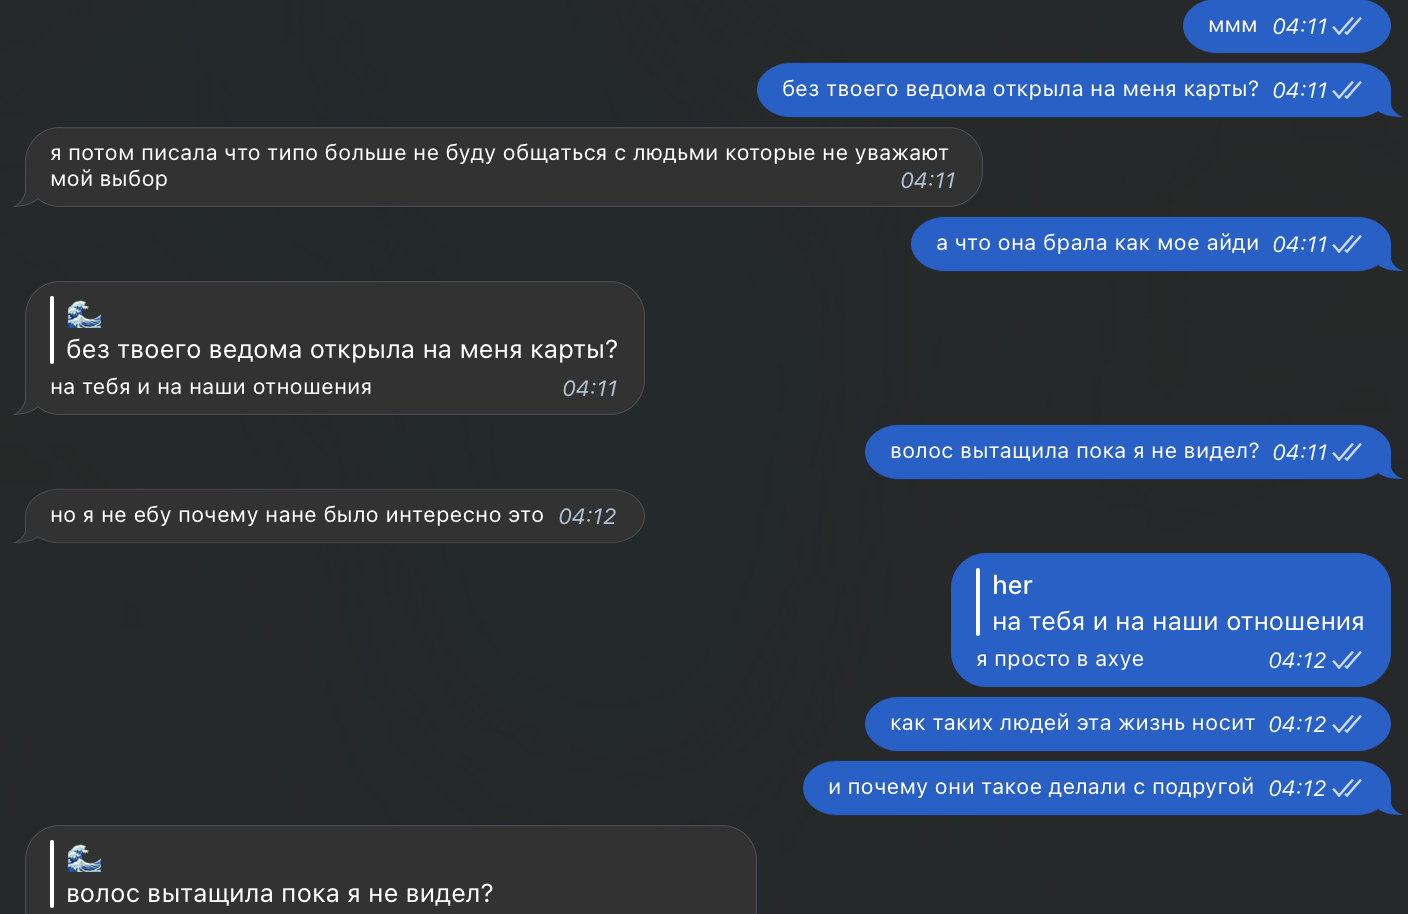 ммм 04:11
без твоего ведома открыла на меня карты? 04:11
я потом писала что типо больше не буду общаться с людьми которые не уважают
мой выбор 04:11
а что она брала как мое айди 04:11
🌊
без твоего ведома открыла на меня карты?
на тебя и на наши отношения 04:11
волос вытащила пока я не видел? 04:11
но я не ебу почему нане было интересно это 04:12
her
на тебя и на наши отношения
я просто в ахуе 04:12
как таких людей эта жизнь носит 04:12
и почему они такое делали с подругой 04:12
🌊
волос вытащила пока я не видел?